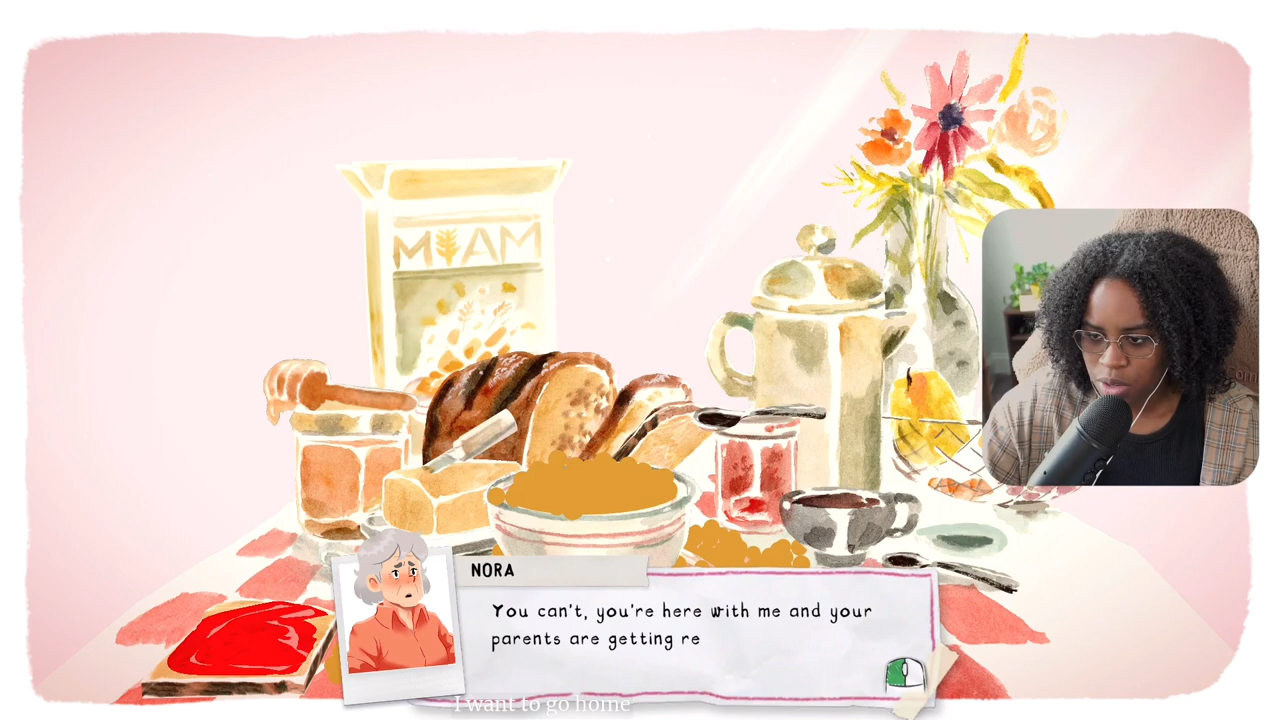 MIAM
NORA
You can't, you're here with me and your
parents are getting re
I want to go home